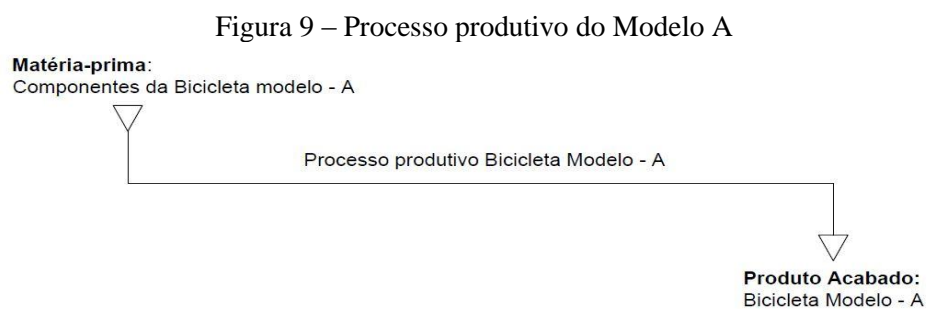 Figura 9 – Processo produtivo do Modelo A
Matéria-prima:
Componentes da Bicicleta modelo - A
Processo produtivo Bicicleta Modelo - A
Produto Acabado:
Bicicleta Modelo - A